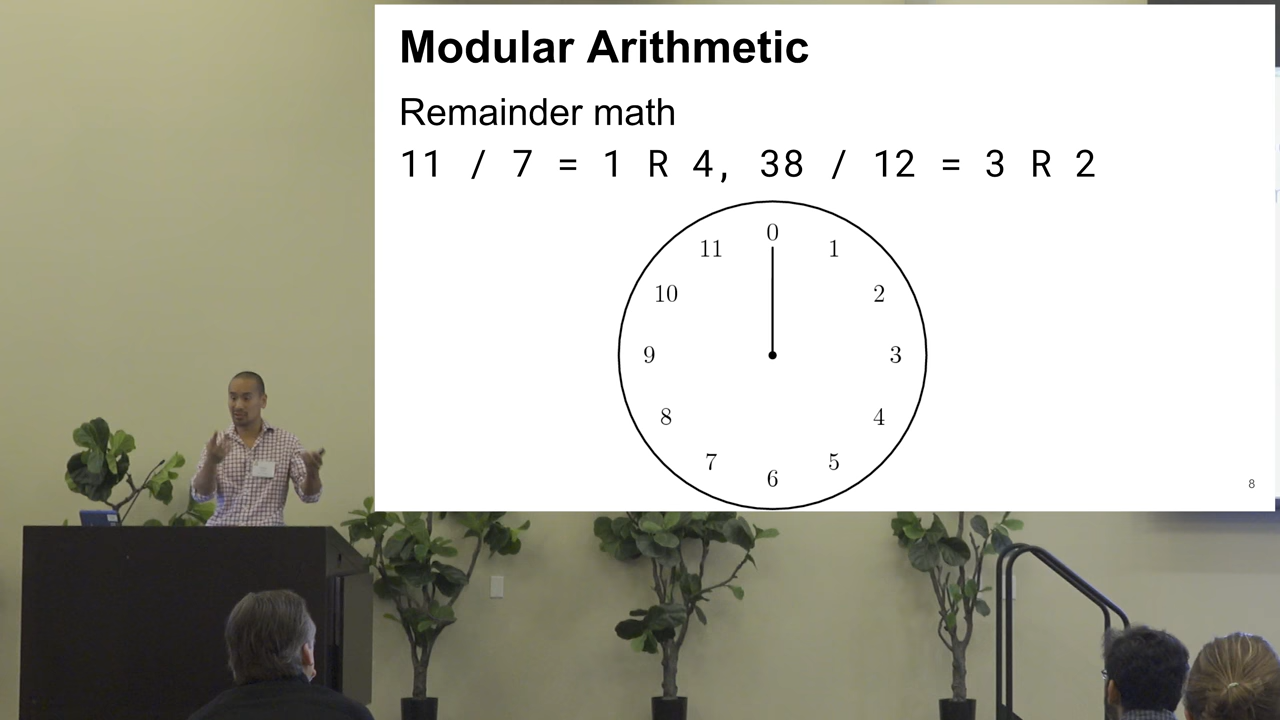 Modular Arithmetic
Remainder math
11 / 7 = 1 R 4, 38 / 12 = 3 R 2
0
11 1
10 2
9 3
8 4
7 5
6
8